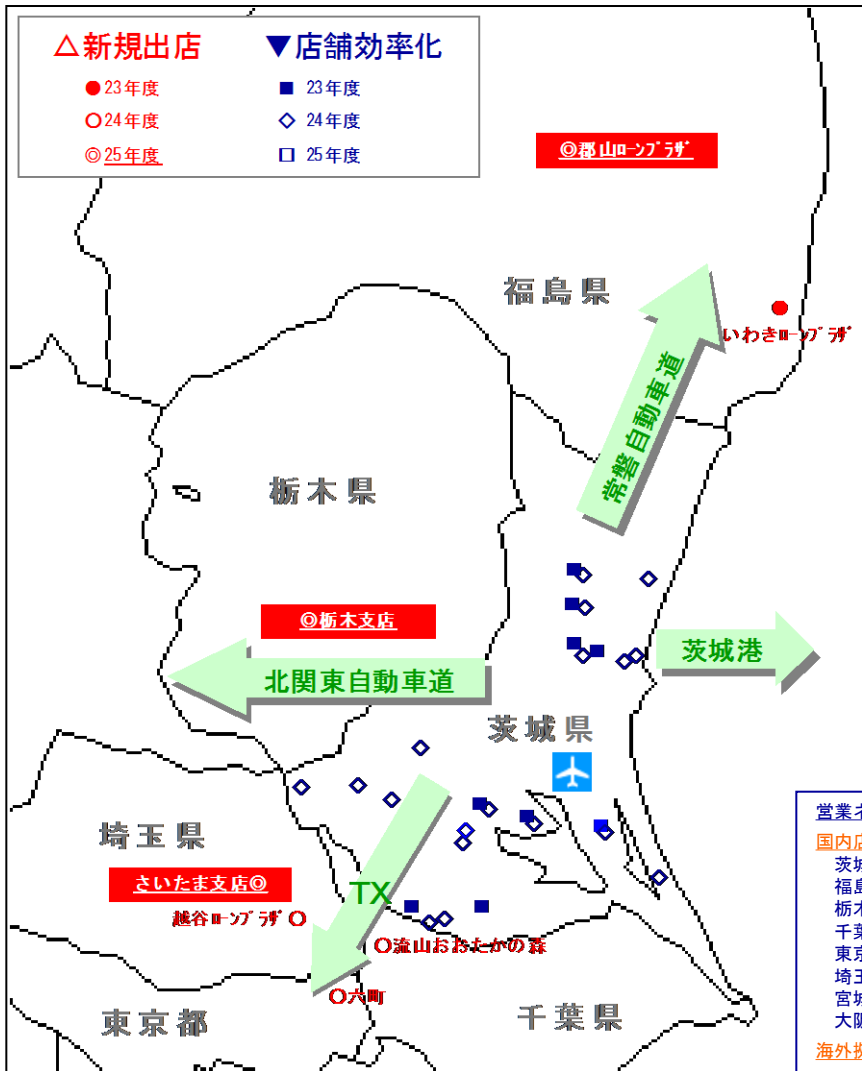 △新規出店 ▼店舗効率化
●23年度 ■ 23年度
○24年度 ◇ 24年度
◎25年度 □ 25年度
◎郡山ローンプラザ
福島県
いわきローンプラザ
常磐自動車道
栃木県
◎栃木支店
茨城港
北関東自動車道
茨城県
埼玉県
さいたま支店◎
TX
越谷ローンプラザ○
○流山おおたかの森
○六町
東京都
千葉県
営業ネ
国内店
茨城
福島
栃木
千葉
東京
埼玉
宮城
大阪
海外拠